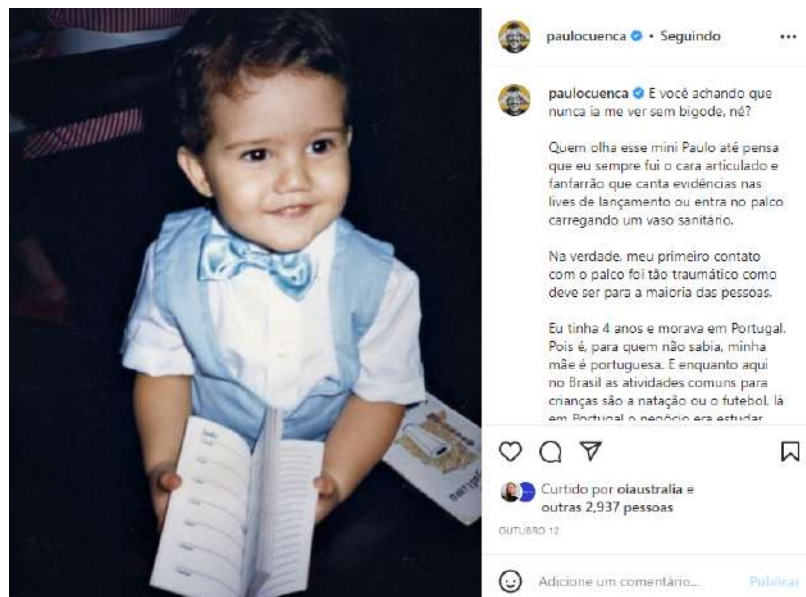 paulocuenca • Seguindo
paulocuenca E você achando que
nunca ia me ver sem bigode, né?
Quem olha esse mini Paulo até pensa
que eu sempre fui o cara articulado e
fanfarrão que canta evidências nas
lives de lançamento ou entra no palco
carregando um vaso sanitário.
Na verdade, meu primeiro contato
com o palco foi tão traumático como
deve ser para a maioria das pessoas.
Eu tinha 4 anos e morava em Portugal.
Pois é, para quem não sabia, minha
mãe é portuguesa. E enquanto aqui
no Brasil as atividades comuns para
crianças são a natação ou o futebol, lá
em Portugal o negócio era estudar
Curtido por oiaustralia e
outras 2,937 pessoas
OUTUBRO 12
Adicione um comentário...
Publicar